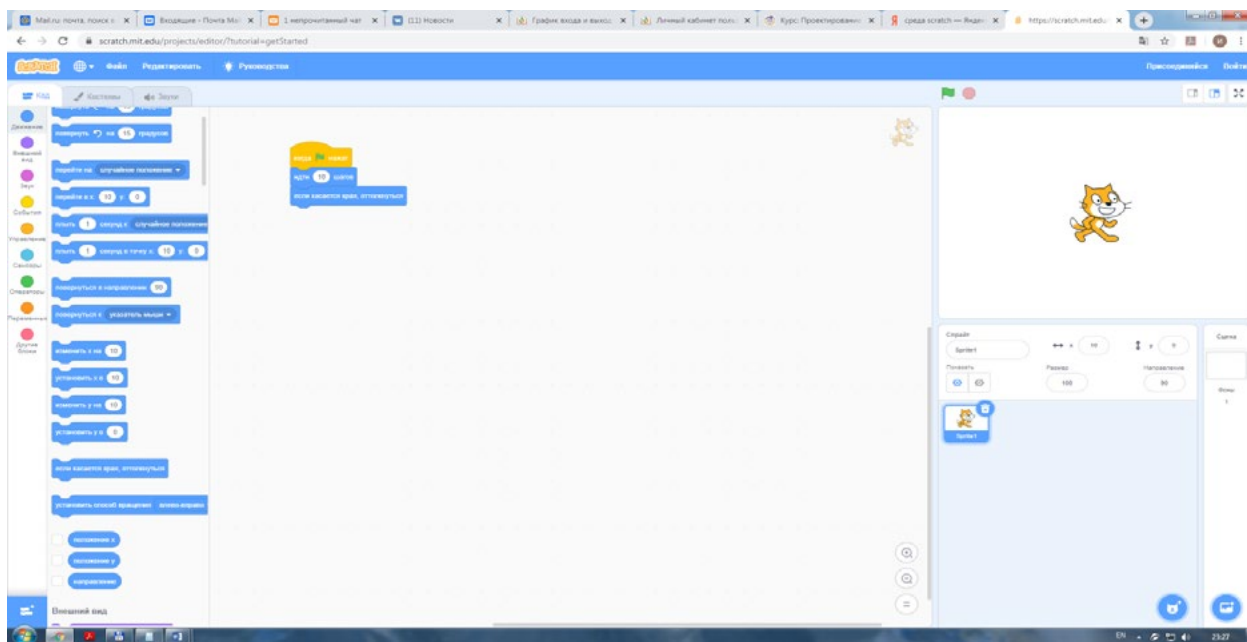 Mail.ru: почта, поиск в
Входящие - Почта Mai
1 непрочитанный чат
(11) Новости
График входа и выход
Личный кабинет поль
Курс: Проектировани
среда scratch — Яндек
https://scratch.mit.edu
scratch.mit.edu/projects/editor/?tutorial=getStarted
Файл
Редактировать
Руководства
Присоединяйся
Войти
Код
Костюмы
Звуки
Движение
Внешний вид
Звук
События
Управление
Сенсоры
Операторы
Переменные
Другие блоки
повернуть на 15 градусов
перейти на случайное положение
перейти в x: 10 y: 0
плыть 1 секунд к случайное положение
плыть 1 секунд в точку x: 10 y: 0
повернуться в направлении 90
повернуться к указатель мыши
изменить x на 10
установить x в 10
изменить y на 10
установить y в 0
если касается края, оттолкнуться
установить способ вращения влево-вправо
положение x
положение y
направление
Внешний вид
когда нажат
идти 10 шагов
если касается края, оттолкнуться
Спрайт
Sprite1
x
10
y
0
Показать
Размер
100
Направление
90
Sprite1
Сцена
Фоны
1
EN
23:27